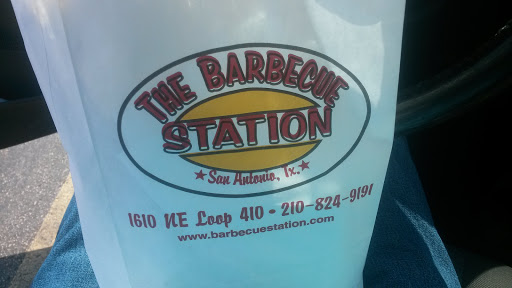 THE BARBECUE
STATION
★ San Antonio, Tx. ★
1610 NE Loop 410 • 210-824-9191
www.barbecuestation.com